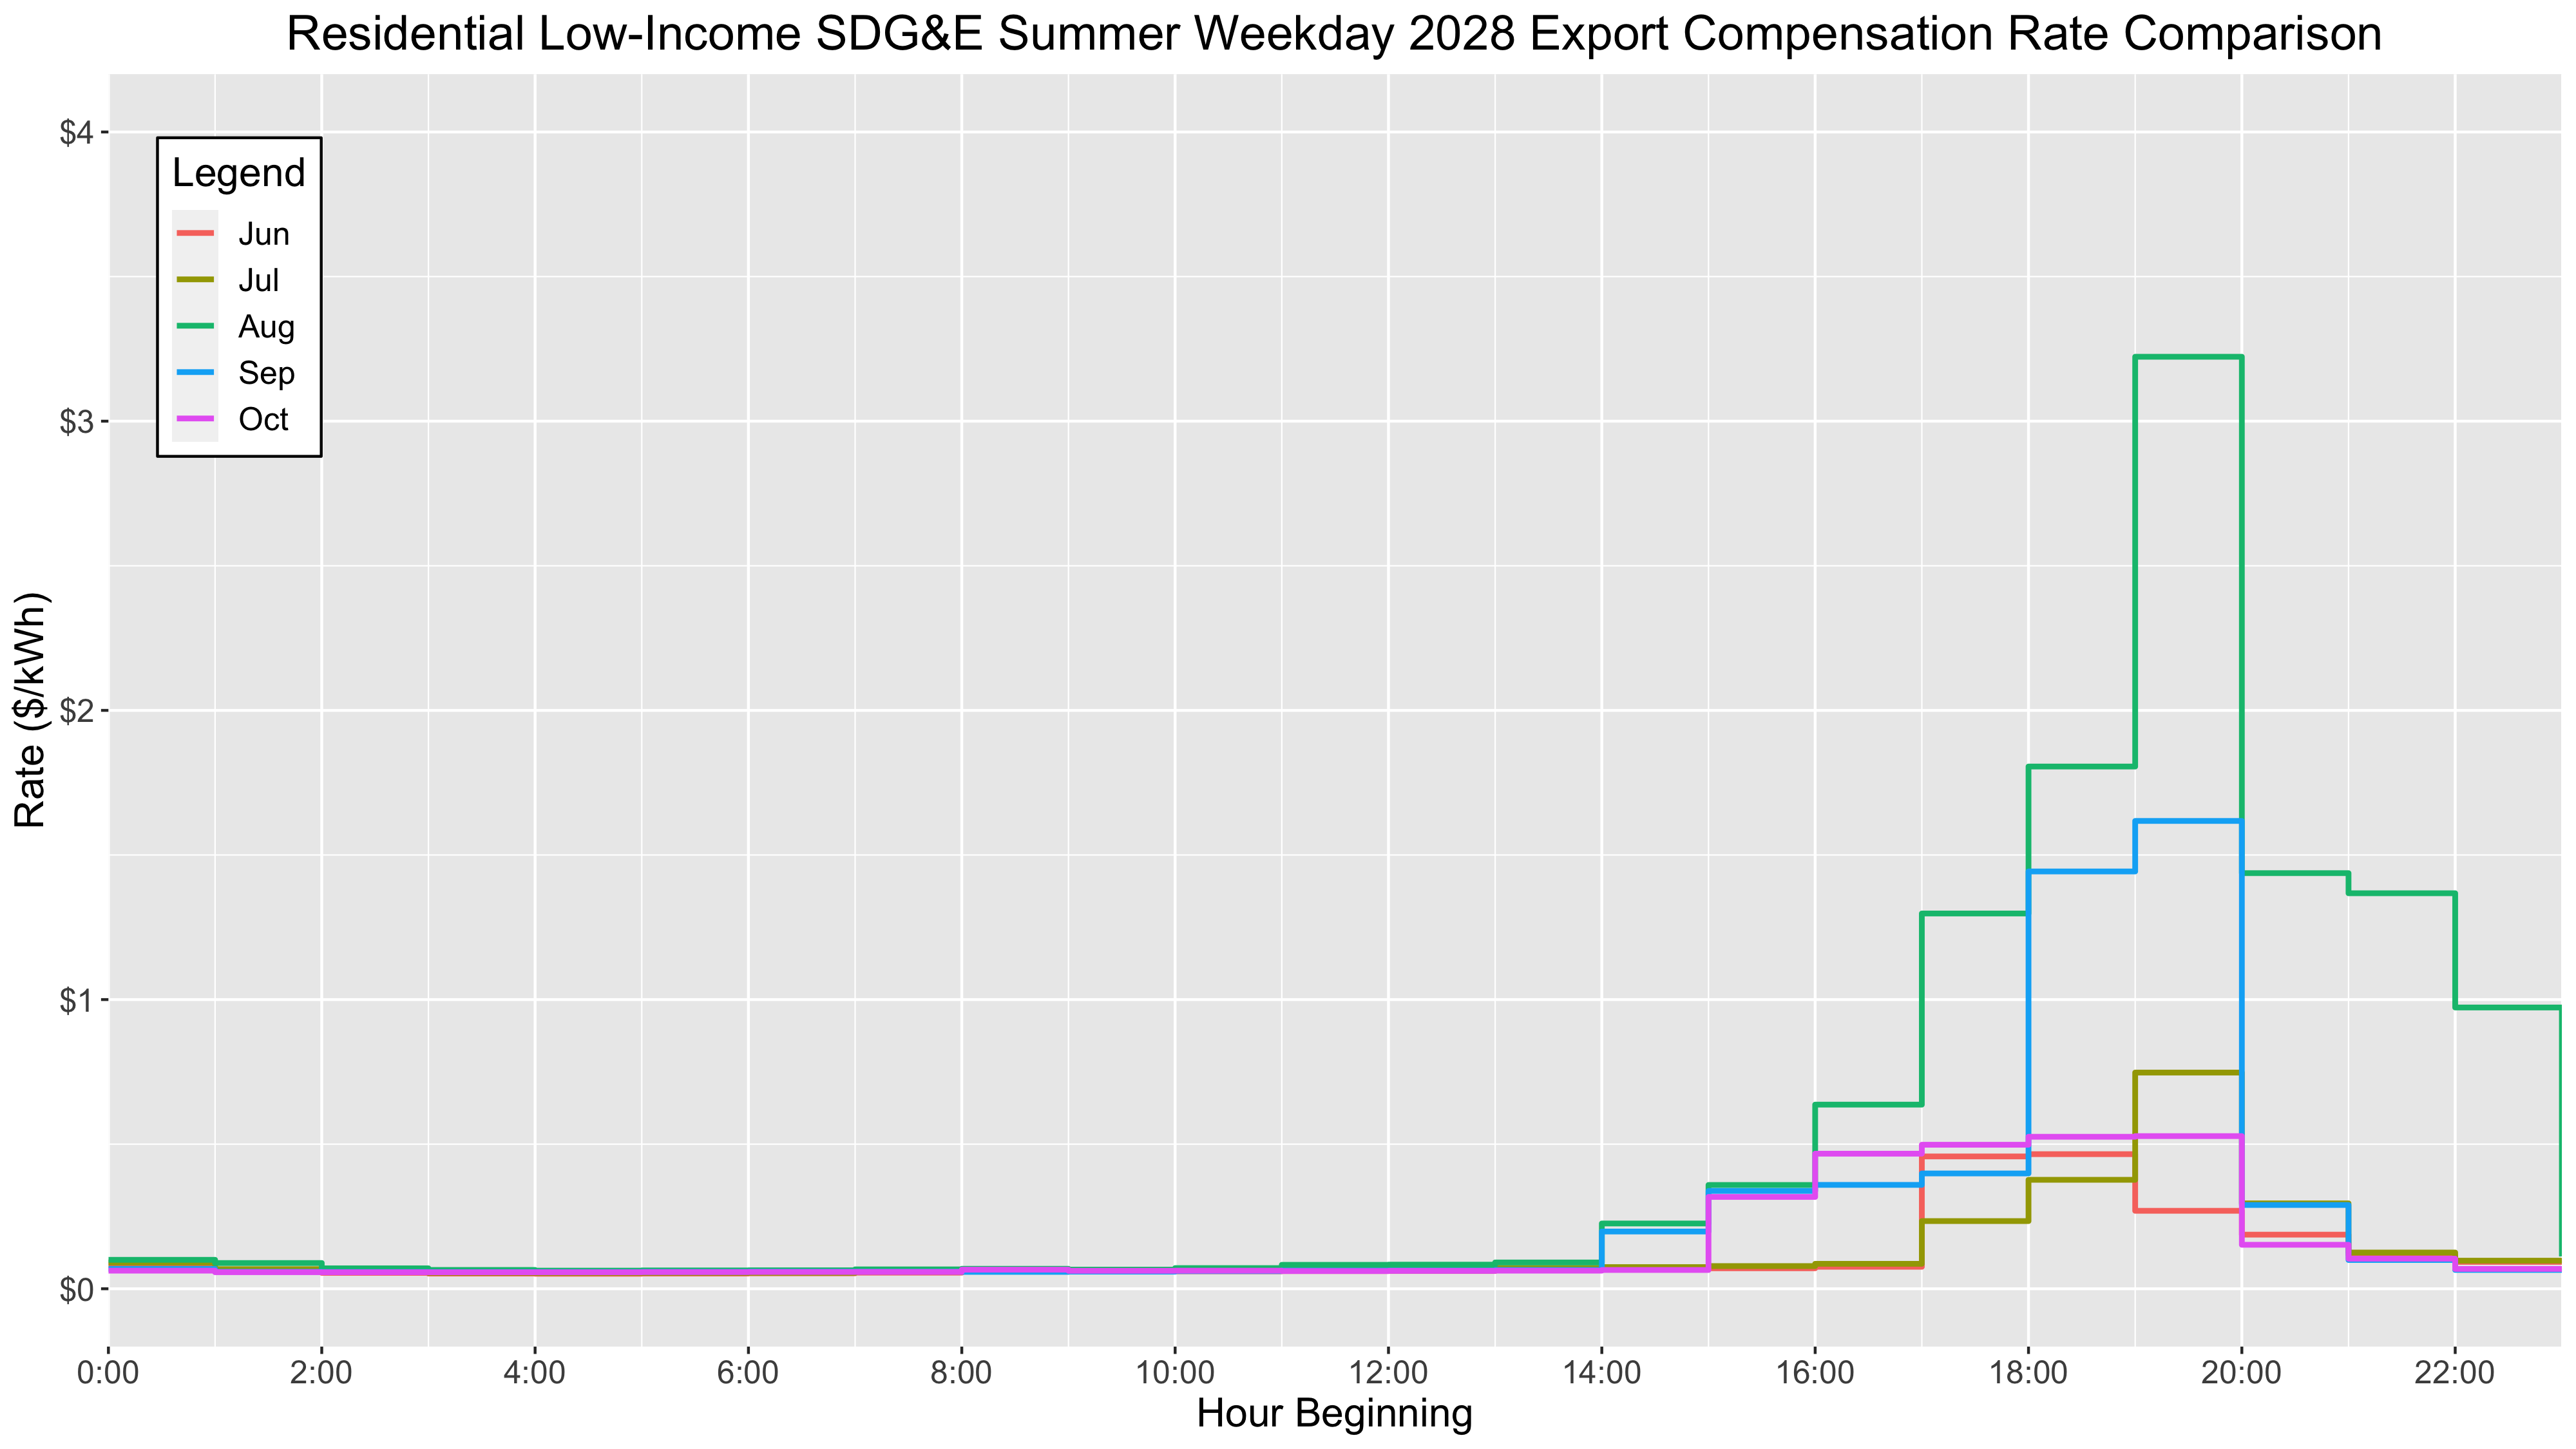 Residential Low-Income SDG&E Summer Weekday 2028 Export Compensation Rate Comparison
$4
Legend
Jun
Jul
Aug
Sep
Oct
$3
$2
$1
$0
Rate ($/kWh)
0:00 2:00 4:00 6:00 8:00 10:00 12:00 14:00 16:00 18:00 20:00 22:00
Hour Beginning